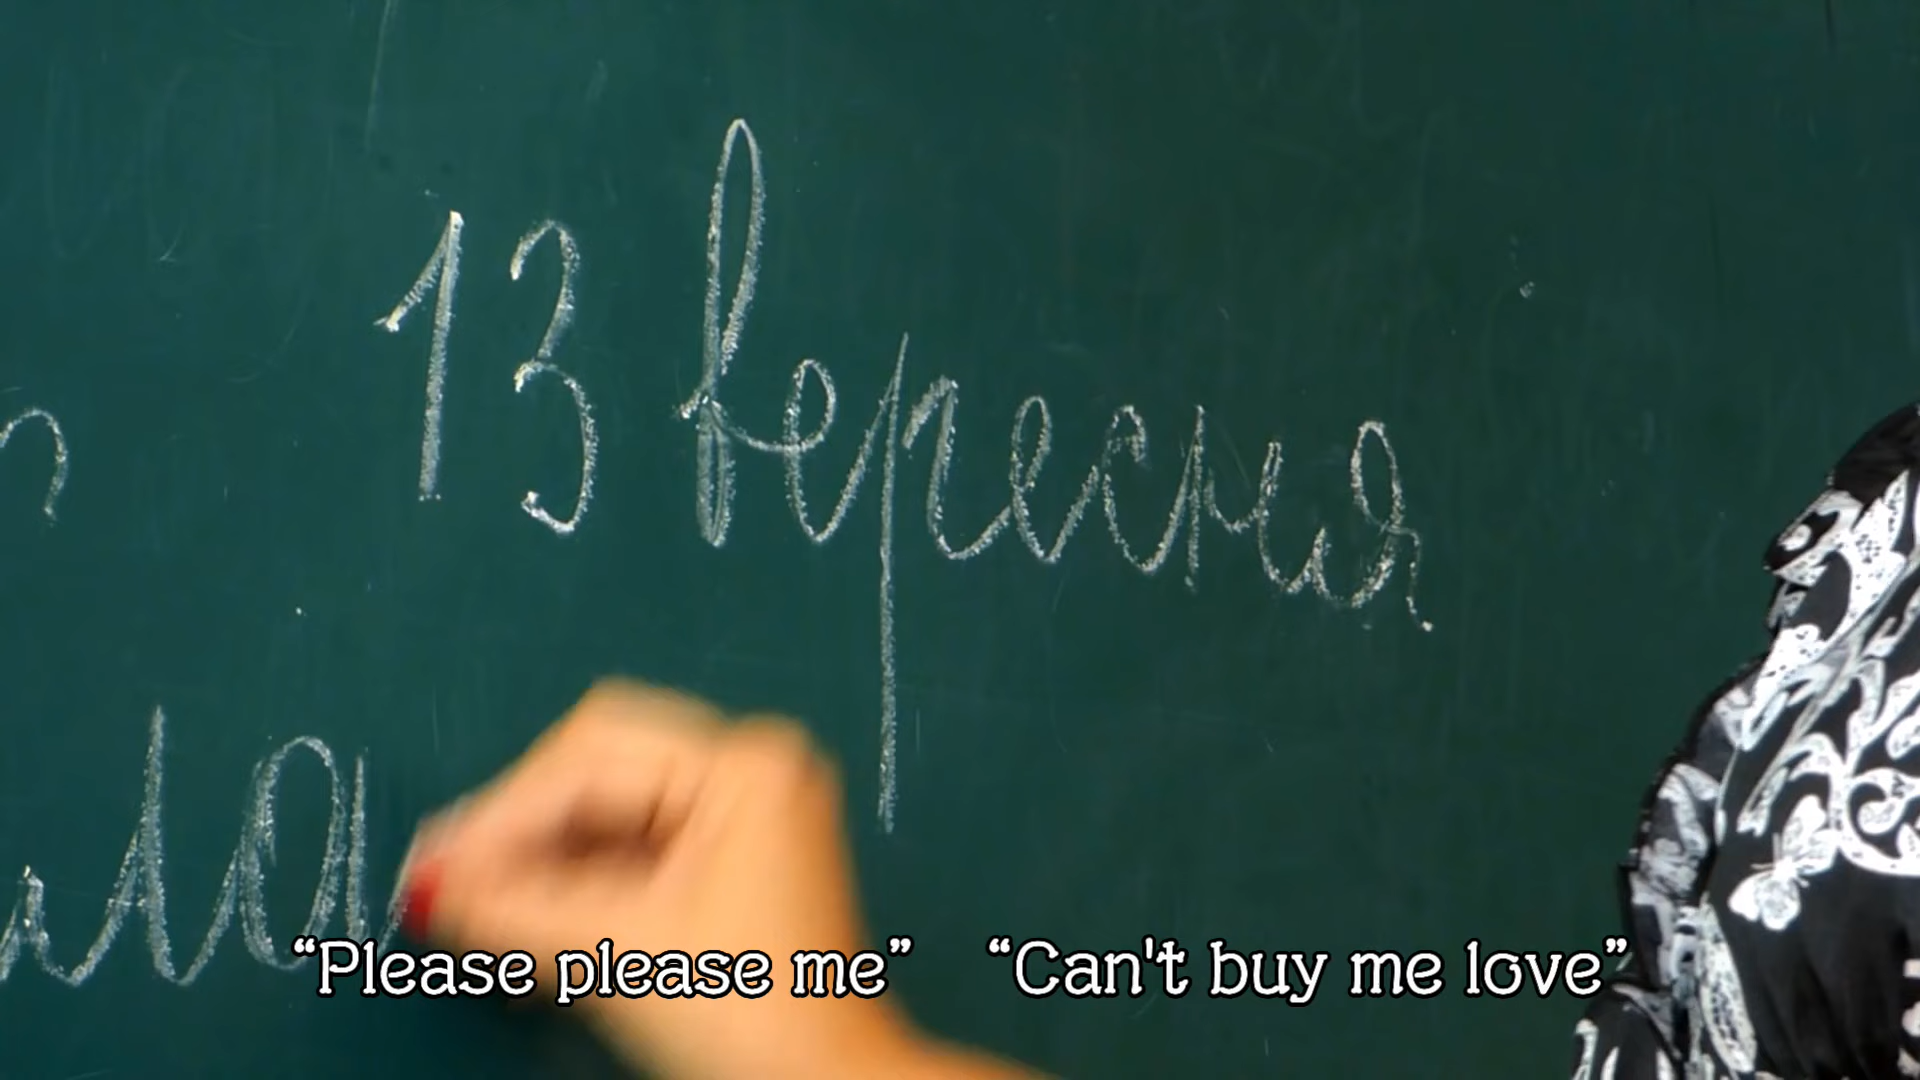 13 вересня
“Please please me” “Can't buy me love”